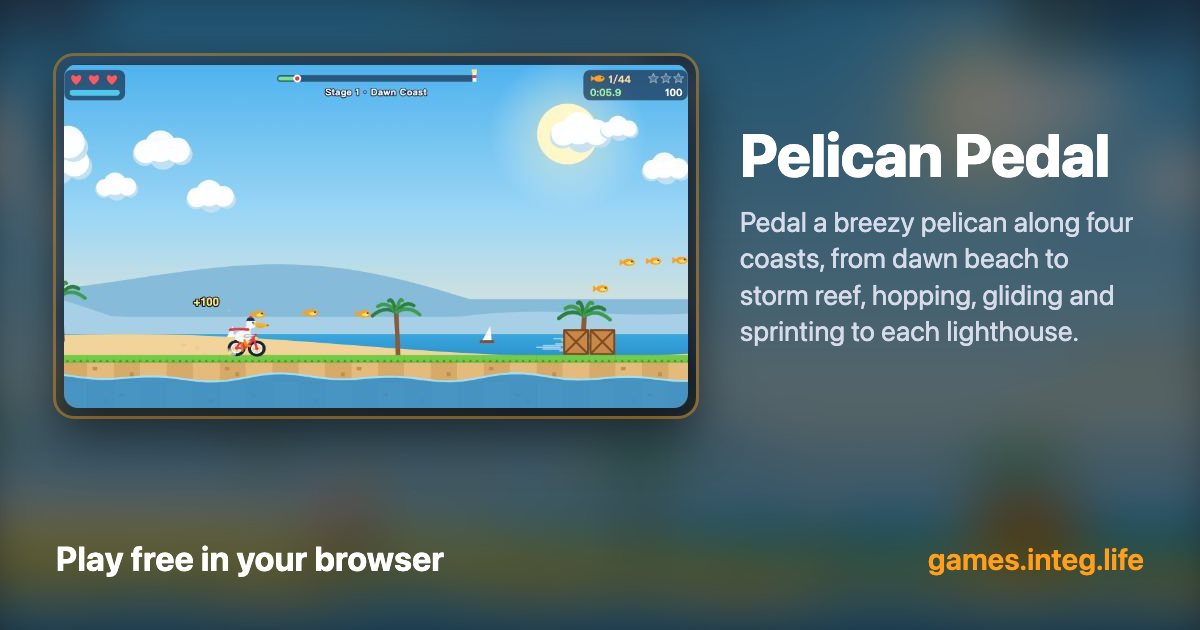 1/44
0:05.9 100
Stage 1 · Dawn Coast
+100
Pelican Pedal
Pedal a breezy pelican along four
coasts, from dawn beach to
storm reef, hopping, gliding and
sprinting to each lighthouse.
Play free in your browser
games.integ.life